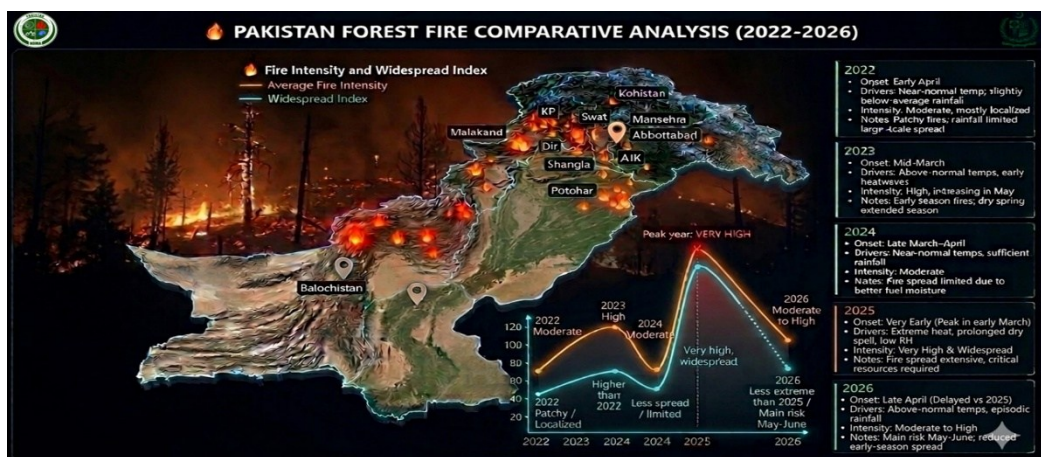 PAKISTAN FOREST FIRE COMPARATIVE ANALYSIS (2022-2026)
Fire Intensity and Widespread Index
Average Fire Intensity
Widespread Index
Kohistan
KP
Swat
Mansehra
Malakand
Abbottabad
Dir
AIK
Shangla
Potohar
Balochistan
Peak year: VERY HIGH
2022
Moderate
2023
High
2024
Moderate
2026
Moderate
to High
Very high,
widespread
2022
Patchy /
Localized
Higher
than
2022
Less spread
/ limited
2026
Less extreme
than 2025 /
Main risk
May-June
120
100
80
60
40
20
2022
2023
2024
2024
2025
2026
2022
• Onset: Early April
• Drivers: Near-normal temp; slightly
below-average rainfall
• Intensity: Moderate, mostly localized
• Notes: Patchy fires; rainfall limited
large-scale spread
2023
• Onset: Mid-March
• Drivers: Above-normal temps, early
heatwaves
• Intensity: High, increasing in May
• Notes: Early season fires; dry spring
extended season
2024
• Onset: Late March-April
• Drivers: Near-normal temps, sufficient
rainfall
• Intensity: Moderate
• Notes: Fire spread limited due to
better fuel moisture
2025
• Onset: Very Early (Peak in early March)
• Drivers: Extreme heat, prolonged dry
spell, low RH
• Intensity: Very High & Widespread
• Notes: Fire spread extensive, critical
resources required
2026
• Onset: Late April (Delayed vs 2025)
• Drivers: Above-normal temps, episodic
rainfall
• Intensity: Moderate to High
• Notes: Main risk May-June; reduced
early-season spread